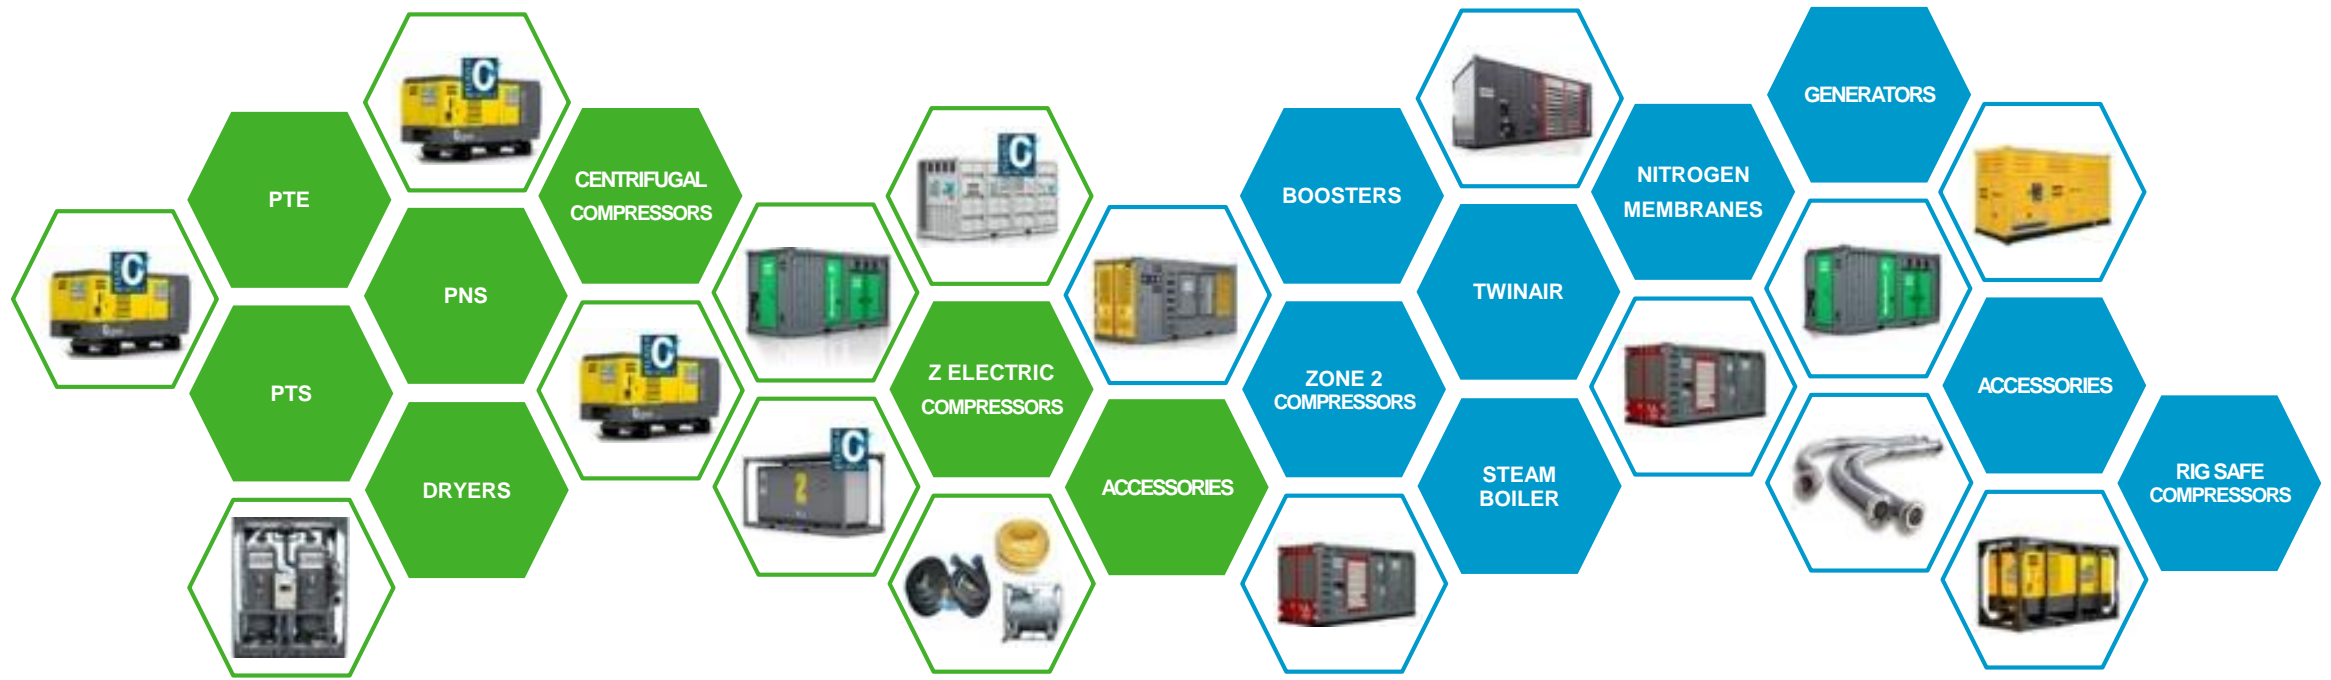 PTE
PTS
PNS
DRYERS
CENTRIFUGAL
COMPRESSORS
Z ELECTRIC
COMPRESSORS
ACCESSORIES
BOOSTERS
ZONE 2
COMPRESSORS
TWINAIR
STEAM
BOILER
NITROGEN
MEMBRANES
GENERATORS
ACCESSORIES
RIG SAFE
COMPRESSORS
C
C
C
C
C
2